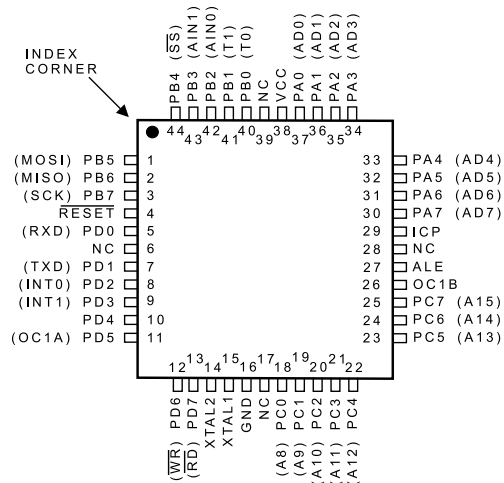 INDEX
CORNER
PB4 (SS)
PB3 (AIN1)
PB2 (AIN0)
PB1 (T1)
PB0 (T0)
NC
VCC
PA0 (AD0)
PA1 (AD1)
PA2 (AD2)
PA3 (AD3)
44 43 42 41 40 39 38 37 36 35 34
(MOSI) PB5 1
(MISO) PB6 2
(SCK) PB7 3
RESET 4
(RXD) PD0 5
NC 6
(TXD) PD1 7
(INT0) PD2 8
(INT1) PD3 9
PD4 10
(OC1A) PD5 11
33 PA4 (AD4)
32 PA5 (AD5)
31 PA6 (AD6)
30 PA7 (AD7)
29 ICP
28 NC
27 ALE
26 OC1B
25 PC7 (A15)
24 PC6 (A14)
23 PC5 (A13)
12 13 14 15 16 17 18 19 20 21 22
(WR) PD6
(RD) PD7
XTAL2
XTAL1
GND
NC
(A8) PC0
(A9) PC1
(A10) PC2
(A11) PC3
(A12) PC4